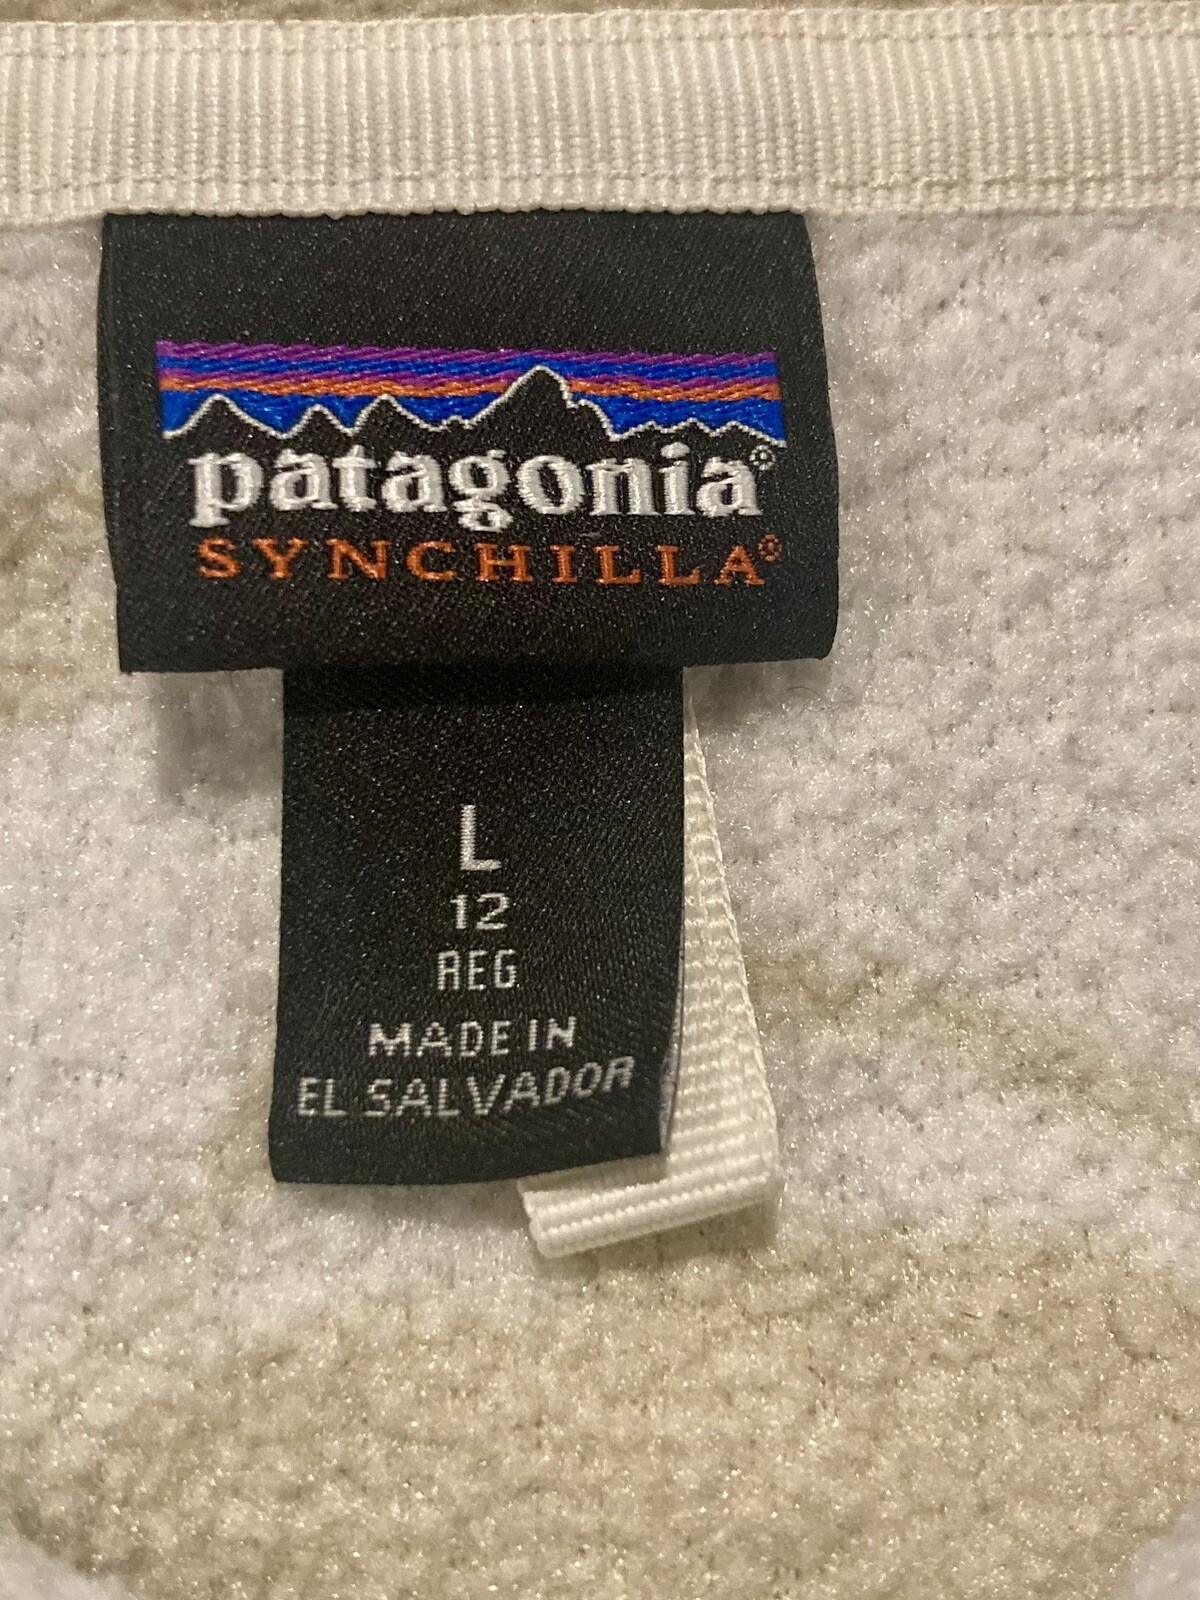 patagonia®
SYNCHILLA®
L
12
REG
MADE IN
EL SALVADOR